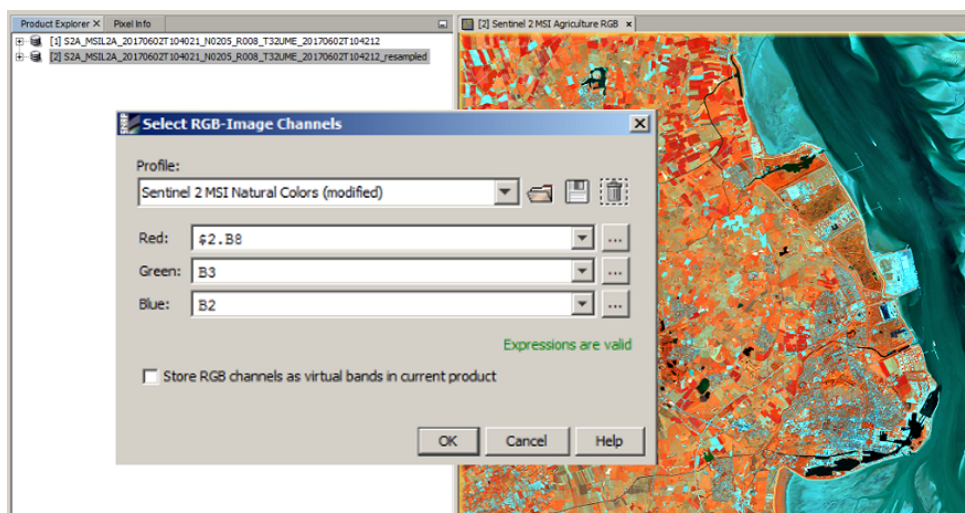 Product Explorer Pixel Info
[2] Sentinel 2 MSI Agriculture RGB
[1] S2A_MSIL2A_20170602T104021_N0205_R008_T32UME_20170602T104212
[2] S2A_MSIL2A_20170602T104021_N0205_R008_T32UME_20170602T104212_resampled
SNAP Select RGB-Image Channels
Profile:
Sentinel 2 MSI Natural Colors (modified)
Red: $2.B8 ...
Green: B3 ...
Blue: B2 ...
Expressions are valid
Store RGB channels as virtual bands in current product
OK Cancel Help